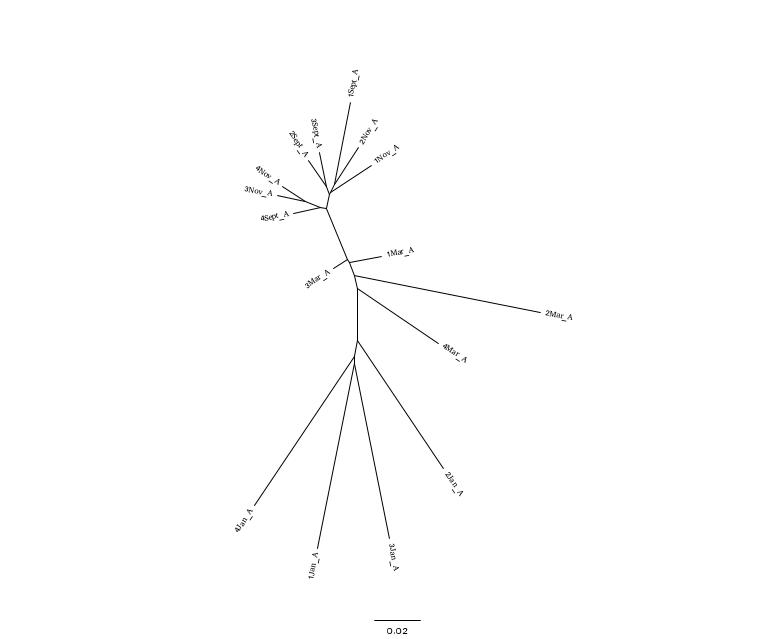 1Sept_A
3Sept_A
2Nov_A
2Sept_A
1Nov_A
4Nov_A
3Nov_A
4Sept_A
1Mar_A
3Mar_A
2Mar_A
4Mar_A
2Jan_A
4Jan_A
3Jan_A
1Jan_A
0.02